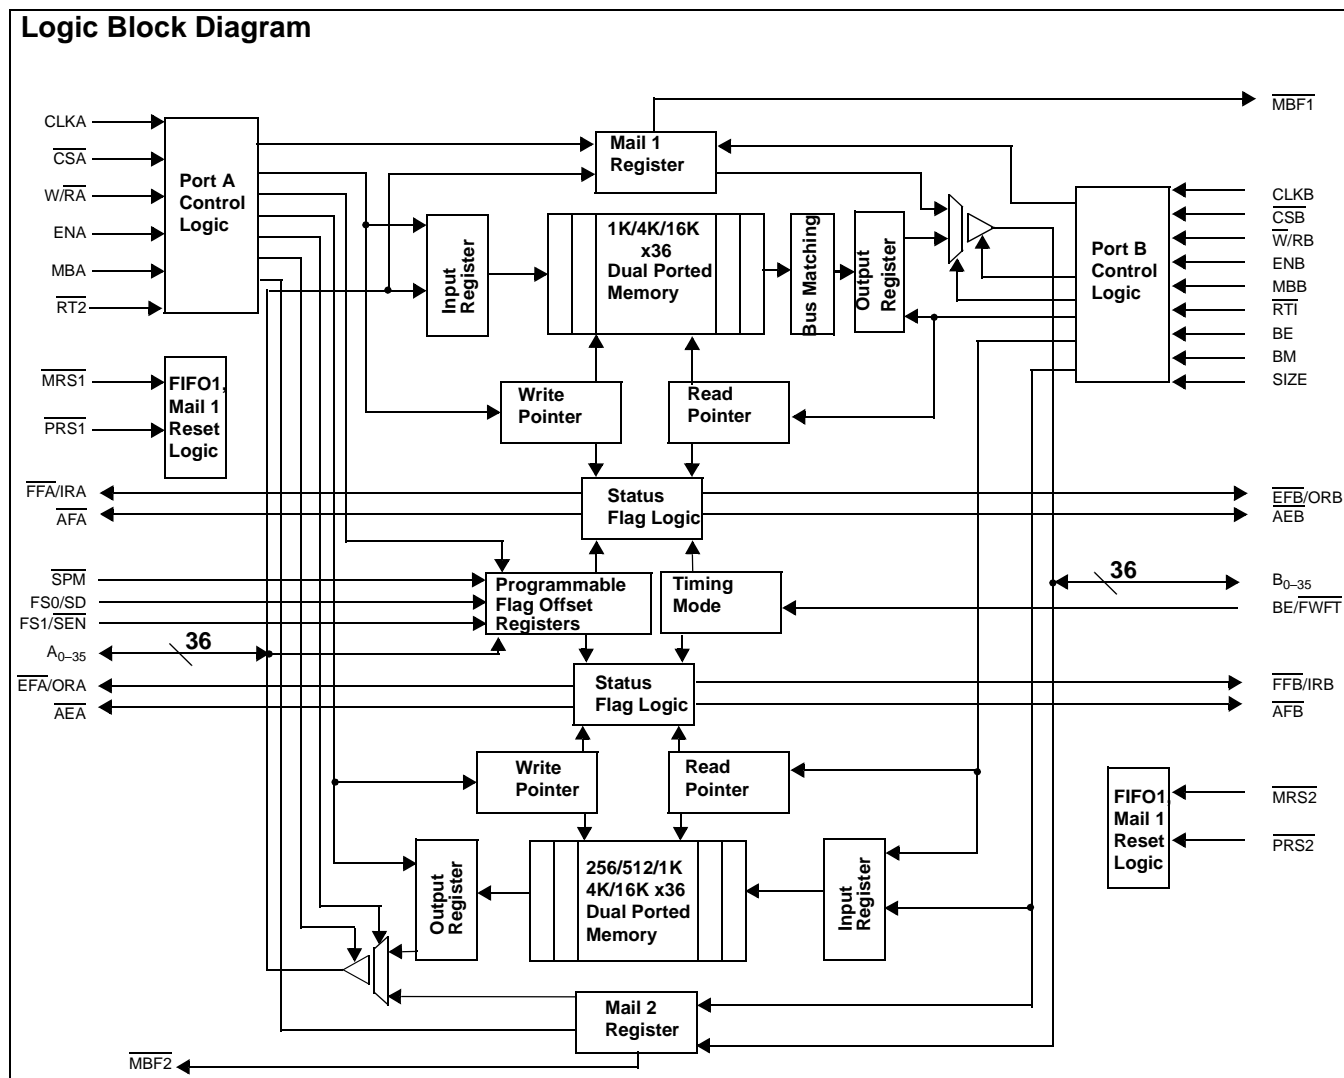 Logic Block Diagram
CLKA
CSA
W/RA
ENA
MBA
RT2
Port A
Control
Logic
Mail 1
Register
MBF1
CLKB
CSB
W/RB
ENB
MBB
RTI
BE
BM
SIZE
Port B
Control
Logic
Input
Register
1K/4K/16K
x36
Dual Ported
Memory
Bus Matching
Output
Register
MRS1
PRS1
FIFO1,
Mail 1
Reset
Logic
Write
Pointer
Read
Pointer
FFA/IRA
AFA
Status
Flag Logic
EFB/ORB
AEB
SPM
FS0/SD
FS1/SEN
Programmable
Flag Offset
Registers
Timing
Mode
36
B0–35
BE/FWFT
36
A0–35
EFA/ORA
AEA
Status
Flag Logic
FFB/IRB
AFB
Write
Pointer
Read
Pointer
FIFO1,
Mail 1
Reset
Logic
MRS2
PRS2
Output
Register
256/512/1K
4K/16K x36
Dual Ported
Memory
Input
Register
Mail 2
Register
MBF2